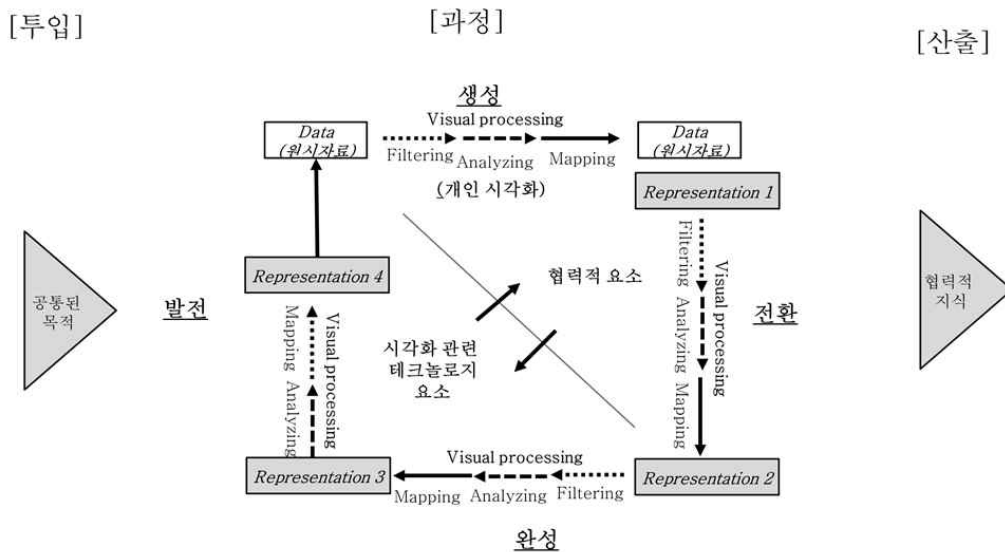 [투입]
[과정]
[산출]
생성
Visual processing
Data
(원시자료)
Filtering
Analyzing
Mapping
(개인 시각화)
Data
(원시자료)
Representation 1
Filtering
Analyzing
Mapping
Visual processing
전환
협력적 요소
시각화 관련
테크놀로지
요소
Representation 4
발전
Mapping
Analyzing
Visual processing
공통된
목적
협력적
지식
Representation 3
Visual processing
Mapping
Analyzing
Filtering
Representation 2
완성